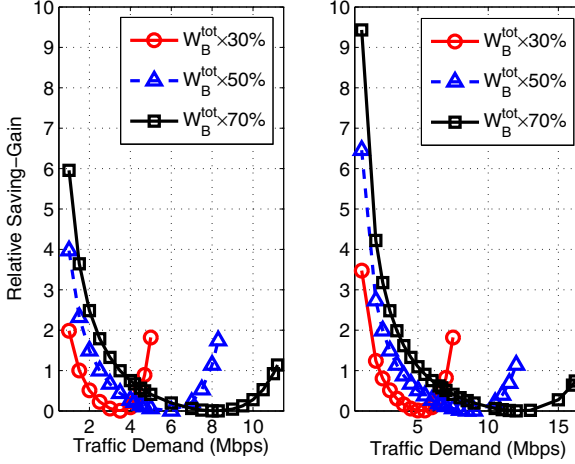 10
9
8
7
6
5
4
3
2
1
0
Relative Saving−Gain
W_B^tot×30%
W_B^tot×50%
W_B^tot×70%
2 4 6 8 10
Traffic Demand (Mbps)
10
9
8
7
6
5
4
3
2
1
0
W_B^tot×30%
W_B^tot×50%
W_B^tot×70%
5 10 15
Traffic Demand (Mbps)